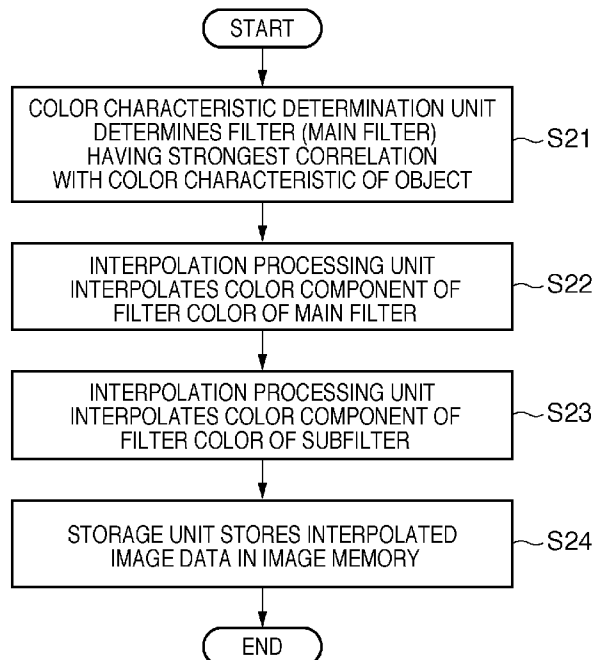 START
COLOR CHARACTERISTIC DETERMINATION UNIT
DETERMINES FILTER (MAIN FILTER)
HAVING STRONGEST CORRELATION
WITH COLOR CHARACTERISTIC OF OBJECT
S21
INTERPOLATION PROCESSING UNIT
INTERPOLATES COLOR COMPONENT OF
FILTER COLOR OF MAIN FILTER
S22
INTERPOLATION PROCESSING UNIT
INTERPOLATES COLOR COMPONENT OF
FILTER COLOR OF SUBFILTER
S23
STORAGE UNIT STORES INTERPOLATED
IMAGE DATA IN IMAGE MEMORY
S24
END